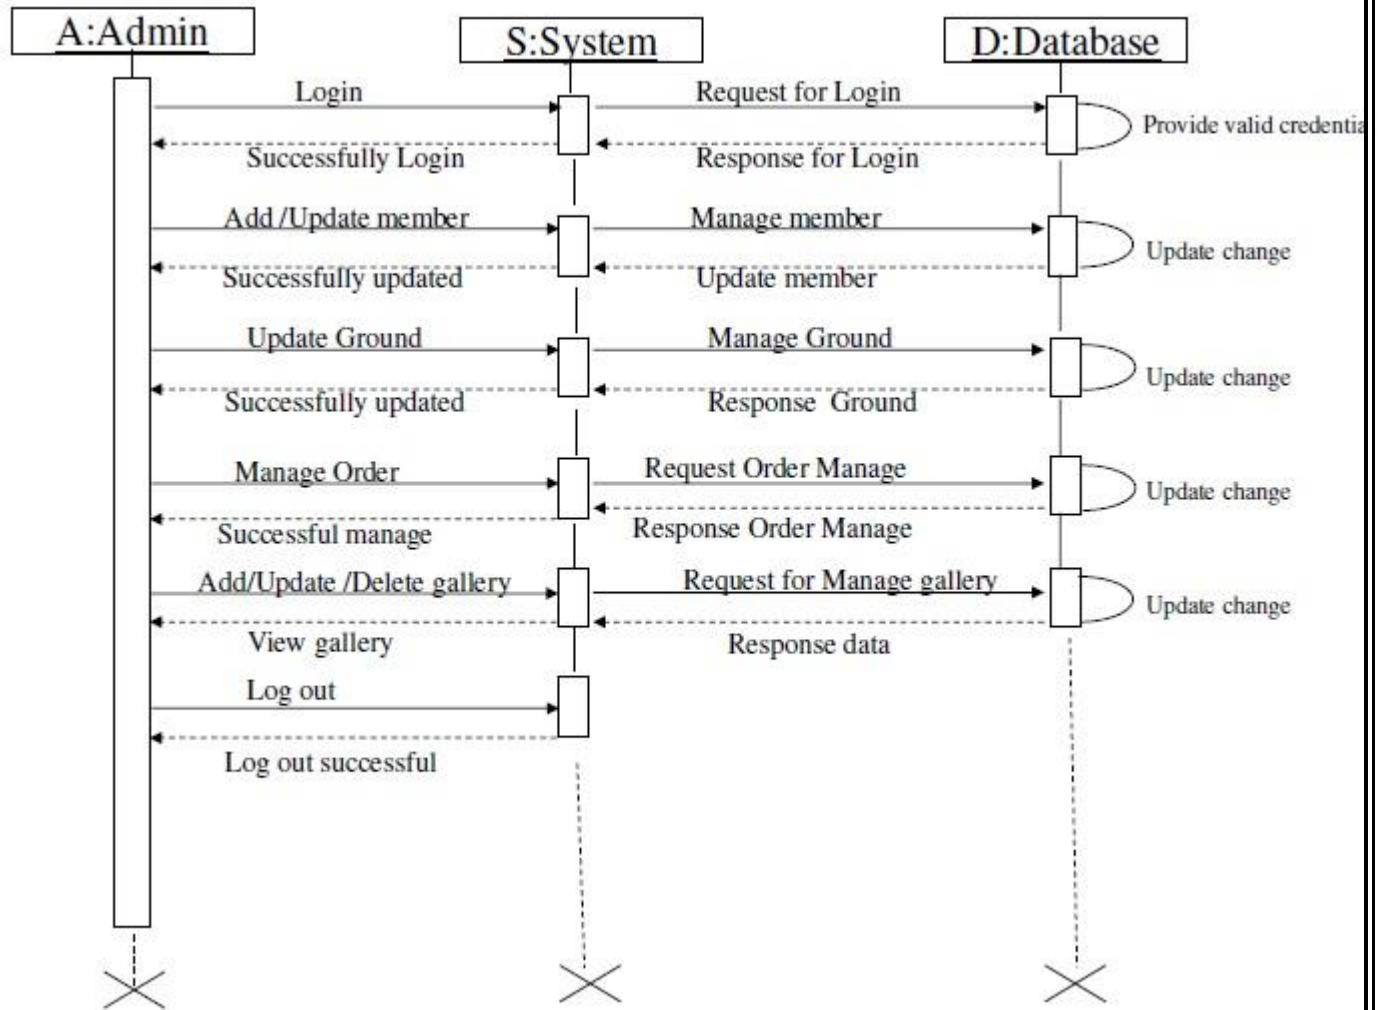 A:Admin
S:System
D:Database
Login
Request for Login
Provide valid
Successfully Login
Response for Login
Add /Update member
Manage member
Update change
Successfully updated
Update member
Update Ground
Manage Ground
Update change
Successfully updated
Response Ground
Manage Order
Request Order Manage
Update change
Successful manage
Response Order Manage
Add/Update /Delete gallery
Request for Manage gallery
Update change
View gallery
Response data
Log out
Log out successful